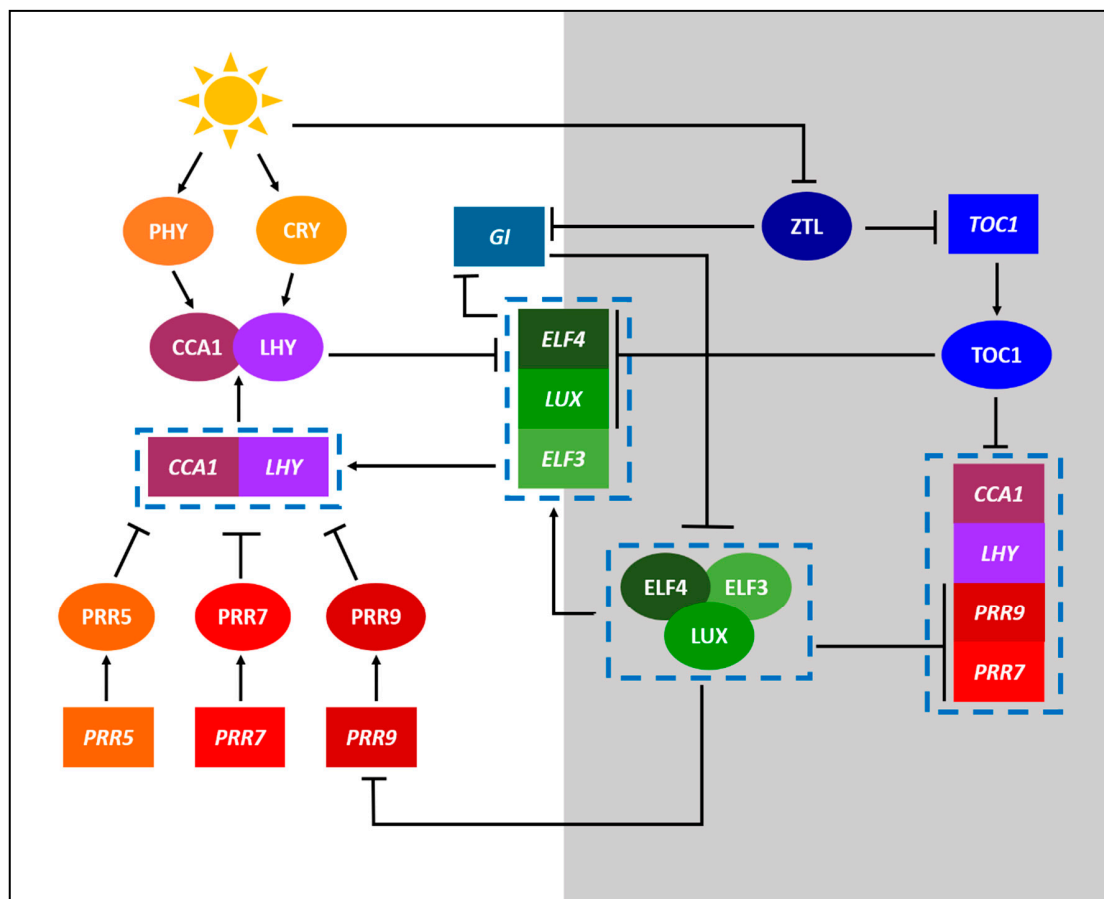 PHY
CRY
GI
ZTL
TOC1
CCA1
LHY
ELF4
TOC1
LUX
CCA1
LHY
ELF3
CCA1
LHY
PRR5
PRR7
PRR9
ELF4
ELF3
LUX
PRR9
PRR7
PRR5
PRR7
PRR9